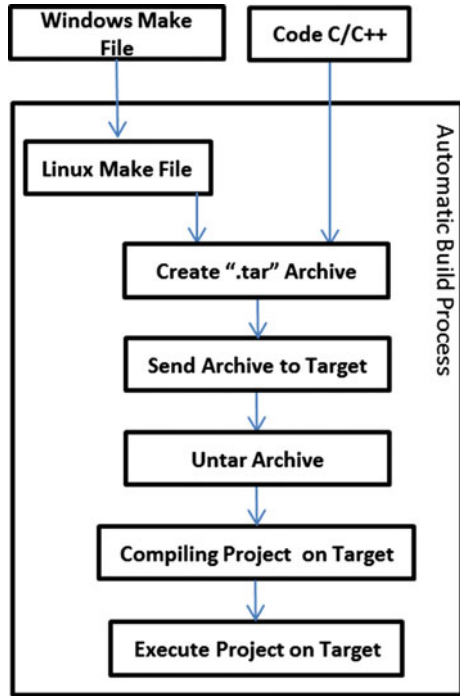 Windows Make
File
Code C/C++
Automatic Build Process
Linux Make File
Create “.tar” Archive
Send Archive to Target
Untar Archive
Compiling Project on Target
Execute Project on Target